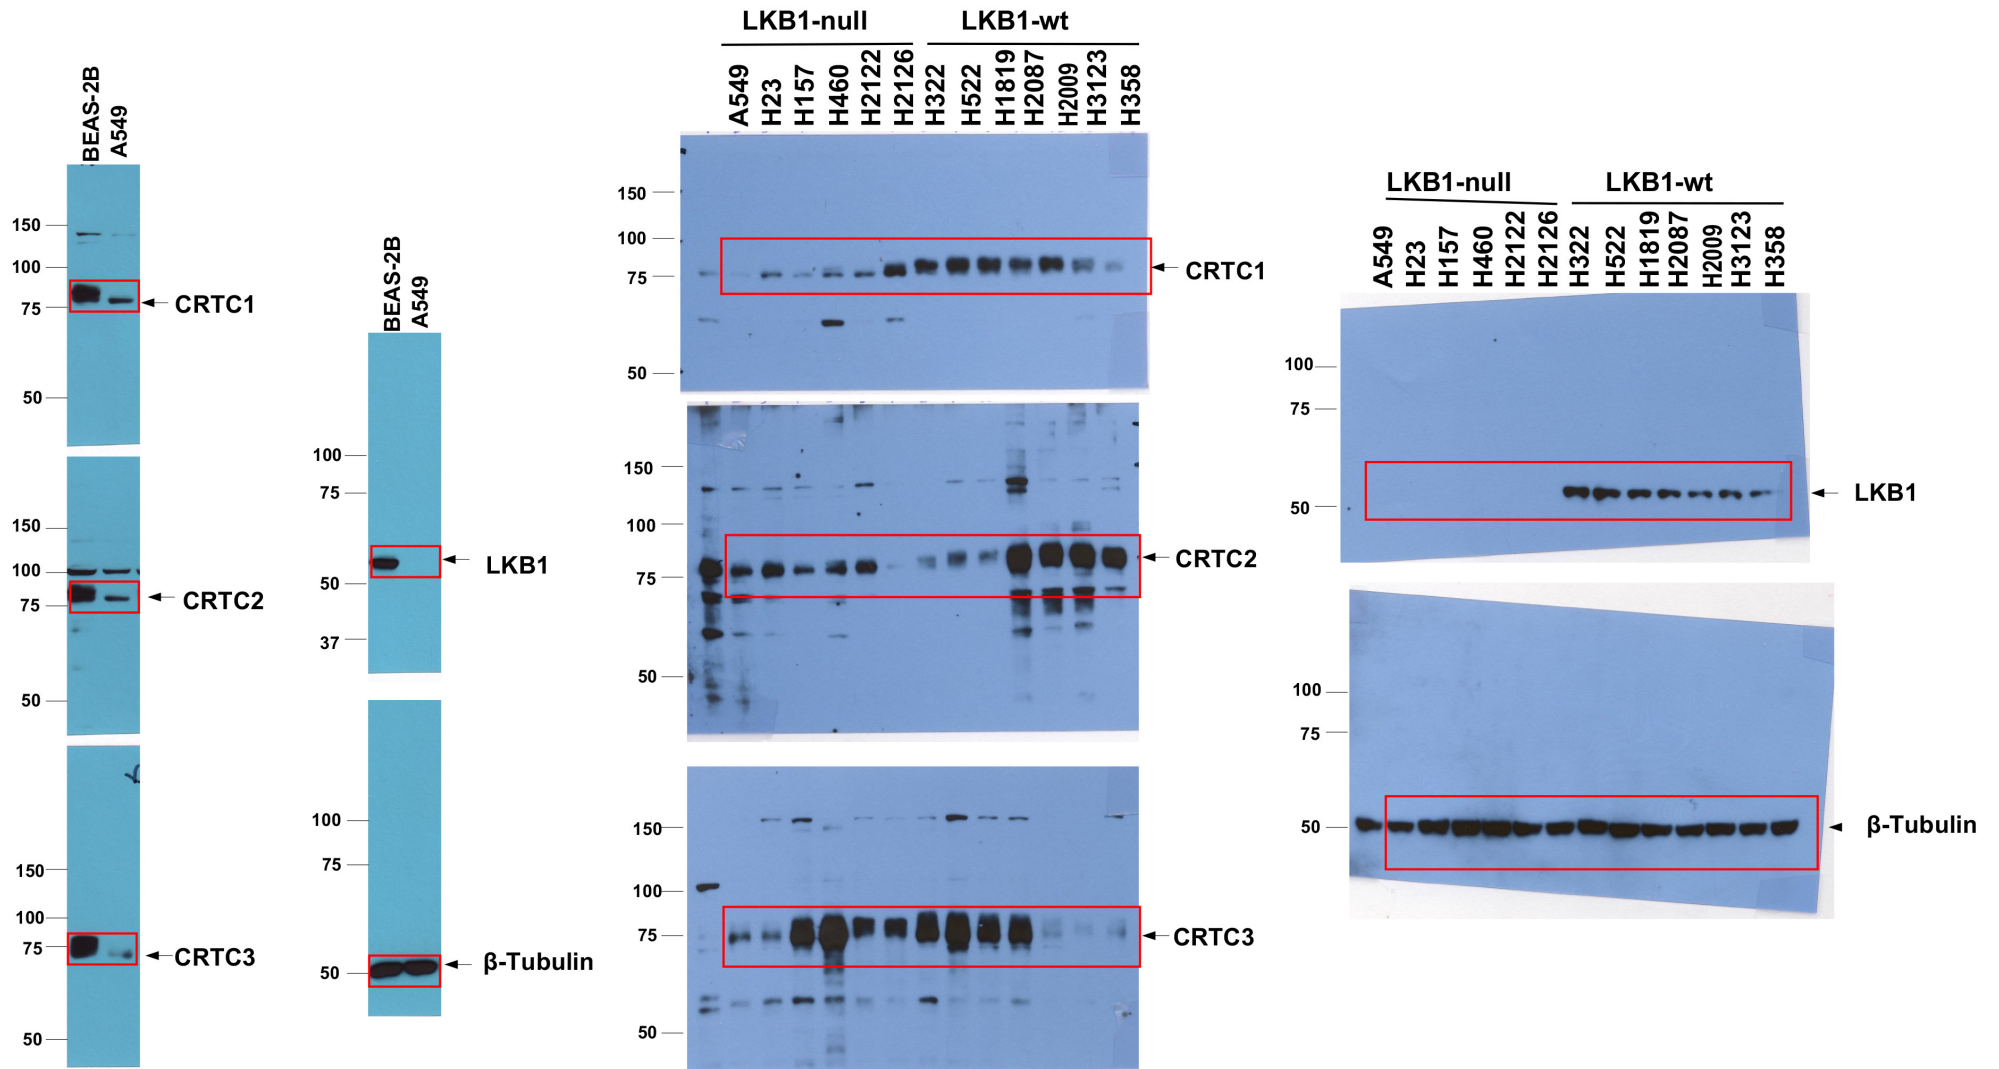 BEAS-2B
A549
150
100
75
50
CRTC1
150
100
75
50
CRTC2
150
100
75
50
CRTC3
BEAS-2B
A549
100
75
50
37
LKB1
100
75
50
β-Tubulin
LKB1-null LKB1-wt
A549 H23 H157 H460 H2122 H2126 H322 H522 H1819 H2087 H2009 H3123 H358
150
100
75
50
CRTC1
150
100
75
50
CRTC2
150
100
75
50
CRTC3
LKB1-null LKB1-wt
A549 H23 H157 H460 H2122 H2126 H322 H522 H1819 H2087 H2009 H3123 H358
100
75
50
LKB1
100
75
50
β-Tubulin